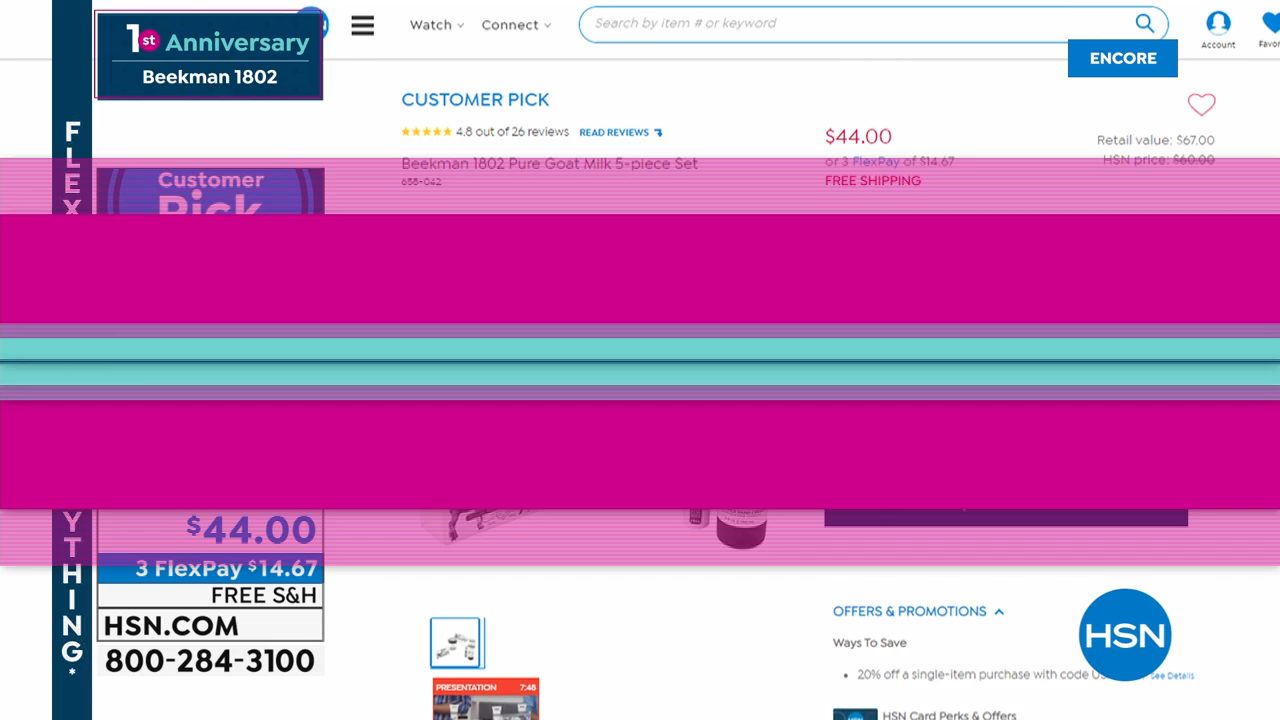 1st Anniversary
Beekman 1802
Watch
Connect
Search by item # or keyword
Account
ENCORE
CUSTOMER PICK
4.8 out of 26 reviews READ REVIEWS
Beekman 1802 Pure Goat Milk 5-piece Set
658-042
$44.00
or 3 FlexPay of $14.67
FREE SHIPPING
Retail value: $67.00
HSN price: $60.00
FLEX
YTHING*
Customer
Pick
$44.00
3 FlexPay $14.67
FREE S&H
HSN.COM
800-284-3100
PRESENTATION 7:48
OFFERS & PROMOTIONS
Ways To Save
20% off a single-item purchase with code
See Details
HSN Card Perks & Offers
HSN